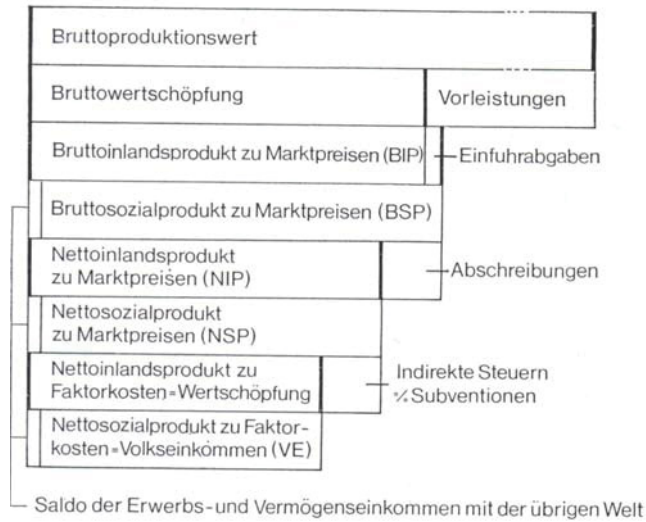 Bruttoproduktionswert
Bruttowertschöpfung
Vorleistungen
Bruttoinlandsprodukt zu Marktpreisen (BIP)
Einfuhrabgaben
Bruttosozialprodukt zu Marktpreisen (BSP)
Nettoinlandsprodukt
zu Marktpreisen (NIP)
Abschreibungen
Nettosozialprodukt
zu Marktpreisen (NSP)
Nettoinlandsprodukt zu
Faktorkosten=Wertschöpfung
Indirekte Steuern
⁒ Subventionen
Nettosozialprodukt zu Faktor-
kosten=Volkseinkommen (VE)
Saldo der Erwerbs- und Vermögenseinkommen mit der übrigen Welt